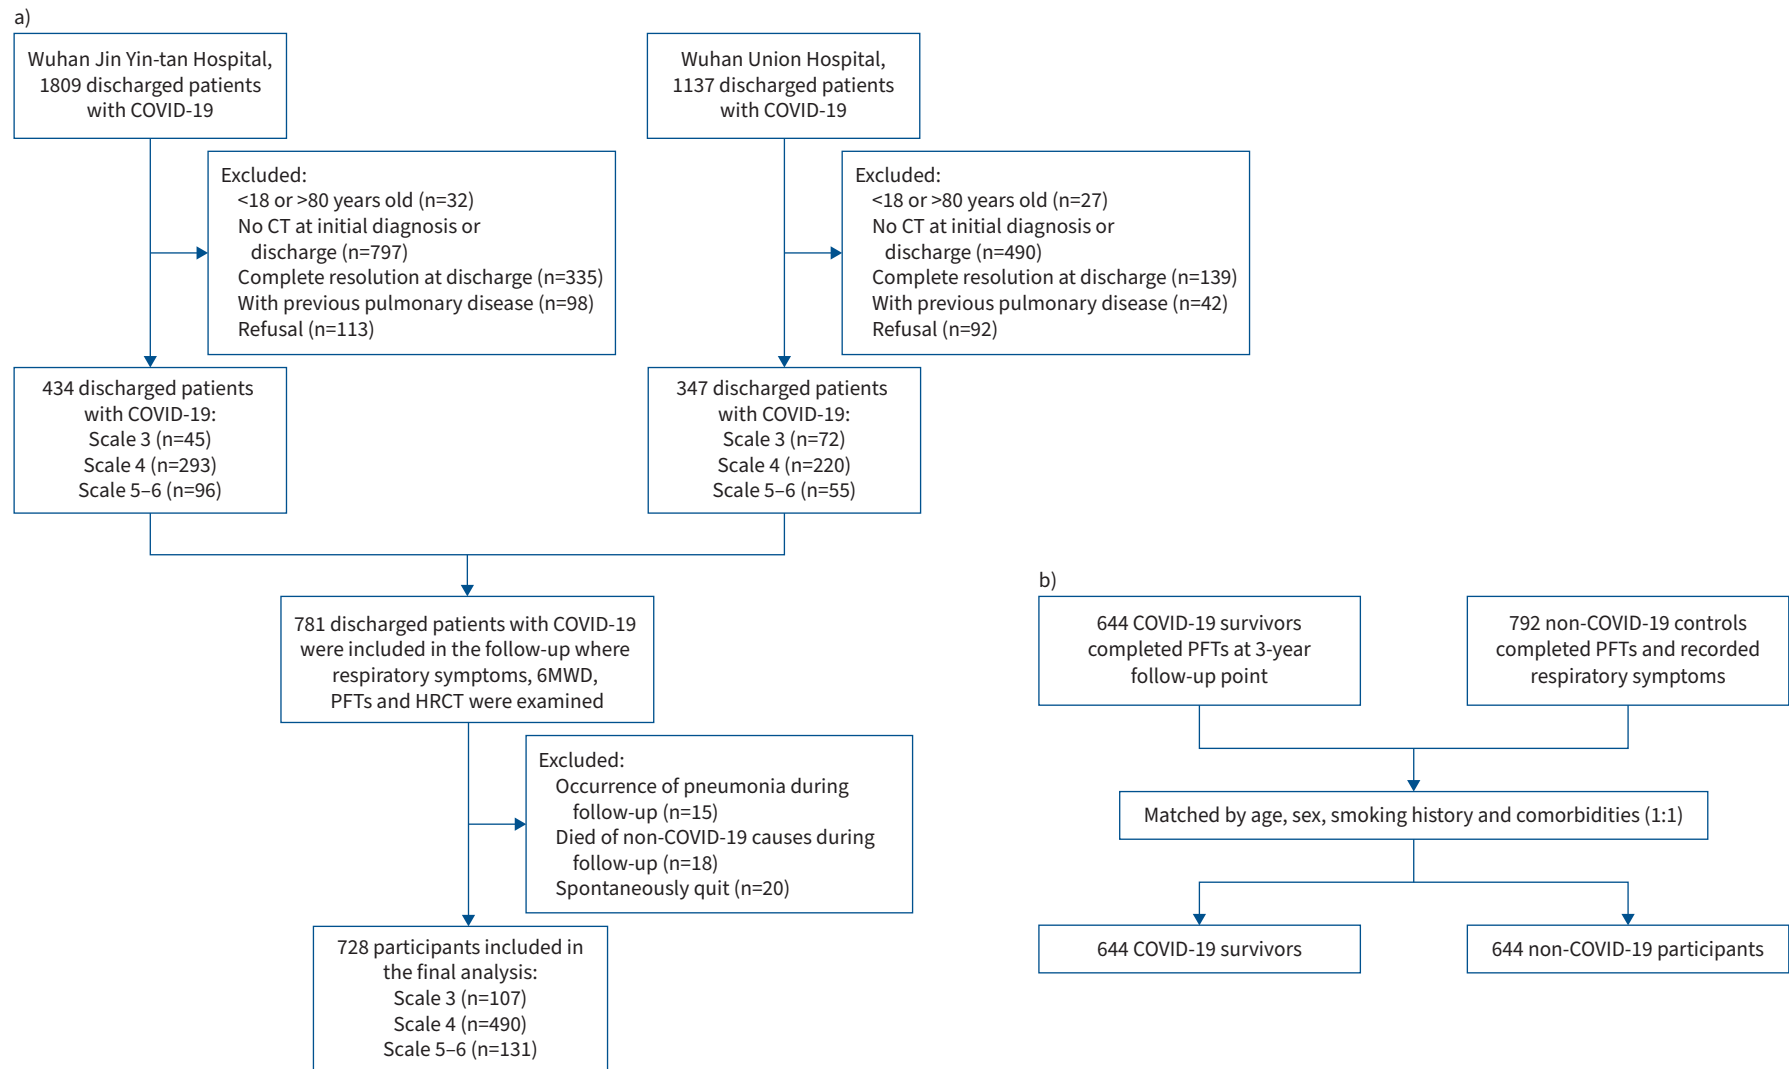 a)
Wuhan Jin Yin-tan Hospital,
1809 discharged patients
with COVID-19
Wuhan Union Hospital,
1137 discharged patients
with COVID-19
Excluded:
<18 or >80 years old (n=32)
No CT at initial diagnosis or
discharge (n=797)
Complete resolution at discharge (n=335)
With previous pulmonary disease (n=98)
Refusal (n=113)
Excluded:
<18 or >80 years old (n=27)
No CT at initial diagnosis or
discharge (n=490)
Complete resolution at discharge (n=139)
With previous pulmonary disease (n=42)
Refusal (n=92)
434 discharged patients
with COVID-19:
Scale 3 (n=45)
Scale 4 (n=293)
Scale 5–6 (n=96)
347 discharged patients
with COVID-19:
Scale 3 (n=72)
Scale 4 (n=220)
Scale 5–6 (n=55)
781 discharged patients with COVID-19
were included in the follow-up where
respiratory symptoms, 6MWD,
PFTs and HRCT were examined
Excluded:
Occurrence of pneumonia during
follow-up (n=15)
Died of non-COVID-19 causes during
follow-up (n=18)
Spontaneously quit (n=20)
728 participants included in
the final analysis:
Scale 3 (n=107)
Scale 4 (n=490)
Scale 5–6 (n=131)
b)
644 COVID-19 survivors
completed PFTs at 3-year
follow-up point
792 non-COVID-19 controls
completed PFTs and recorded
respiratory symptoms
Matched by age, sex, smoking history and comorbidities (1:1)
644 COVID-19 survivors
644 non-COVID-19 participants